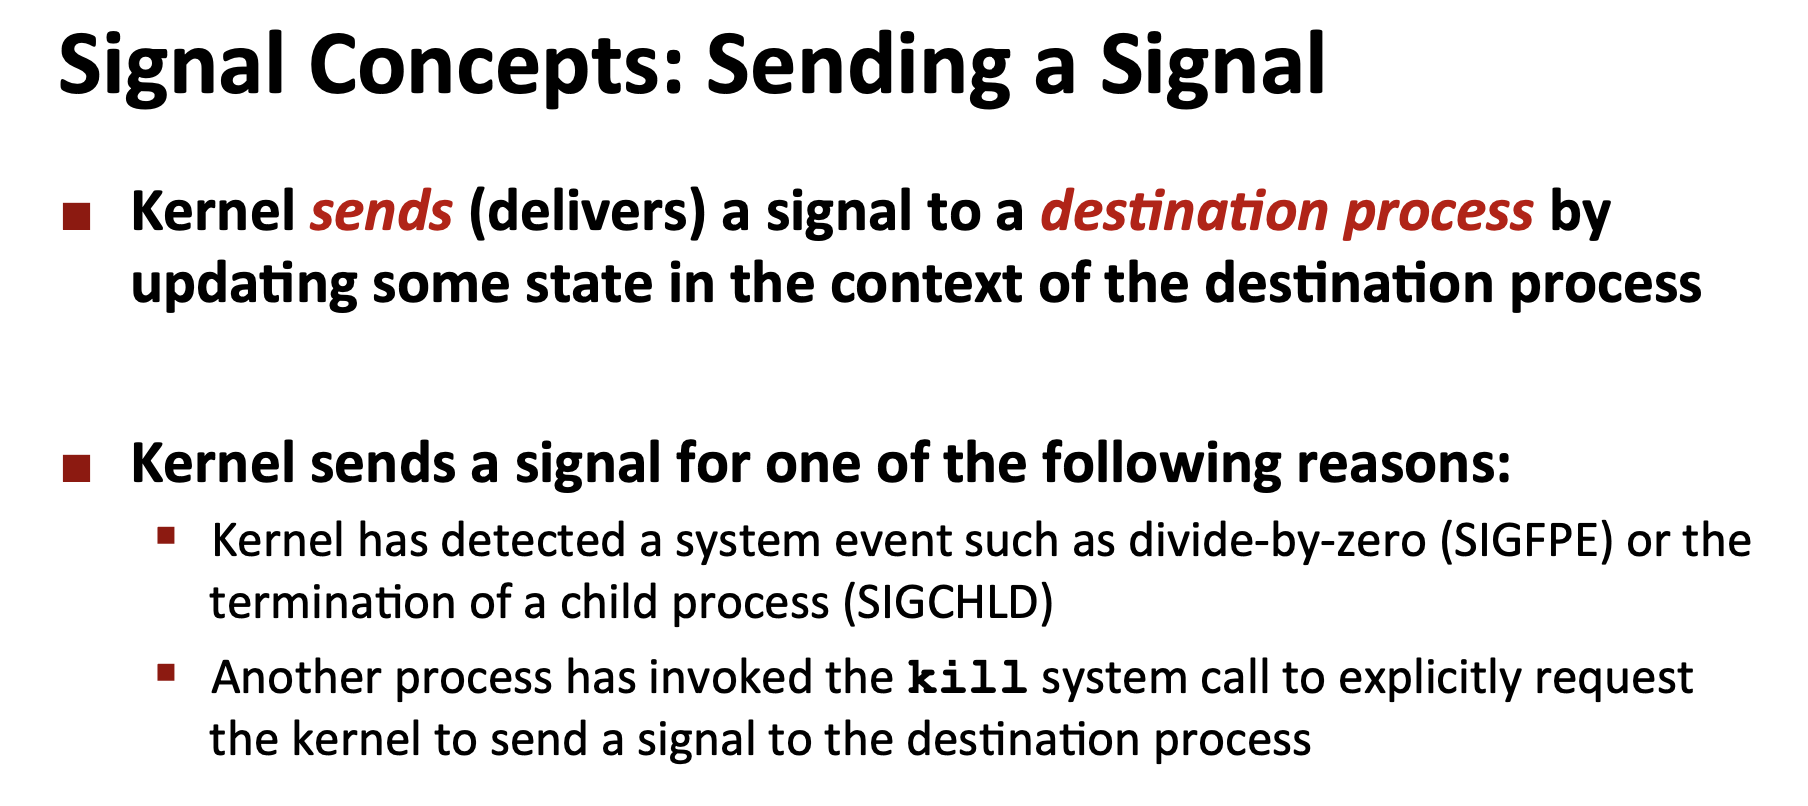 Signal Concepts: Sending a Signal
Kernel sends (delivers) a signal to a destination process by
updating some state in the context of the destination process
Kernel sends a signal for one of the following reasons:
Kernel has detected a system event such as divide-by-zero (SIGFPE) or the
termination of a child process (SIGCHLD)
Another process has invoked the kill system call to explicitly request
the kernel to send a signal to the destination process